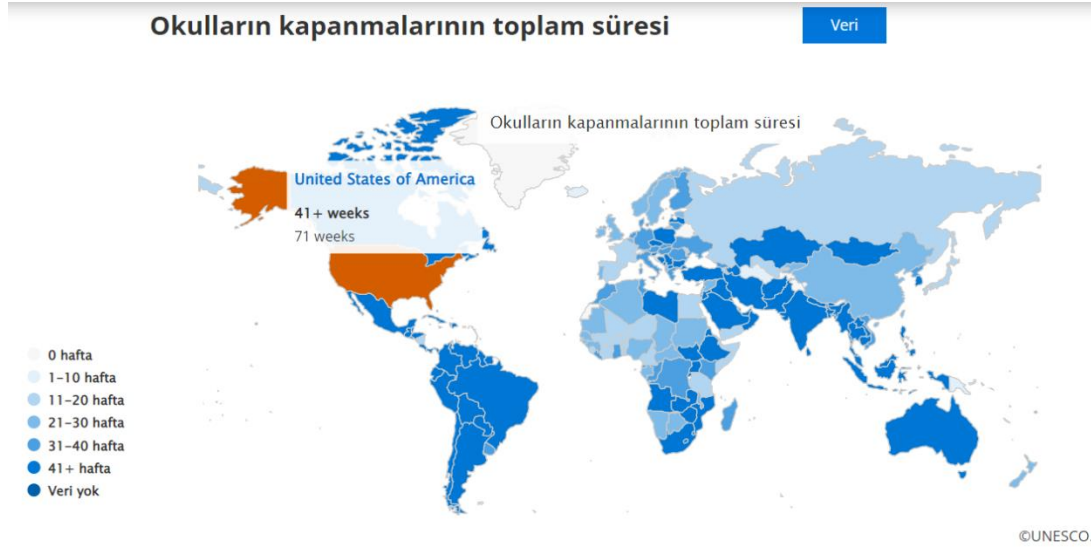 Okulların kapanmalarının toplam süresi
Veri
Okulların kapanmalarının toplam süresi
United States of America
41+ weeks
71 weeks
0 hafta
1–10 hafta
11–20 hafta
21–30 hafta
31–40 hafta
41+ hafta
Veri yok
©UNESCO